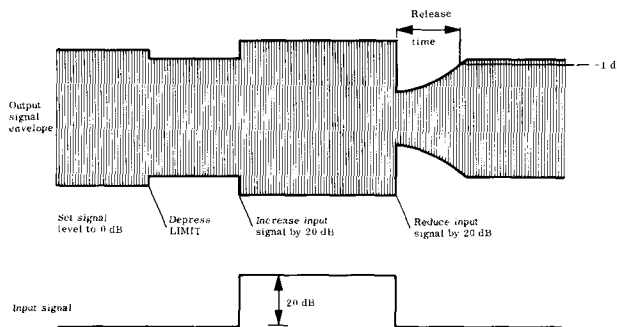 Release
time
-1 d
Output
signal
envelope
Set signal
level to 0 dB
Depress
LIMIT
Increase input
signal by 20 dB
Reduce input
signal by 20 dB
Input signal
20 dB